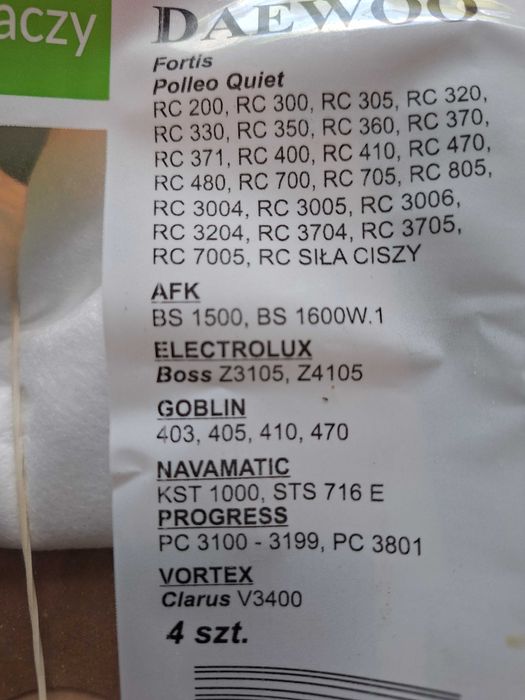 aczy
DAEWOO
Fortis
Polleo Quiet
RC 200, RC 300, RC 305, RC 320,
RC 330, RC 350, RC 360, RC 370,
RC 371, RC 400, RC 410, RC 470,
RC 480, RC 700, RC 705, RC 805,
RC 3004, RC 3005, RC 3006,
RC 3204, RC 3704, RC 3705,
RC 7005, RC SIŁA CISZY
AFK
BS 1500, BS 1600W.1
ELECTROLUX
Boss Z3105, Z4105
GOBLIN
403, 405, 410, 470
NAVAMATIC
KST 1000, STS 716 E
PROGRESS
PC 3100 - 3199, PC 3801
VORTEX
Clarus V3400
4 szt.